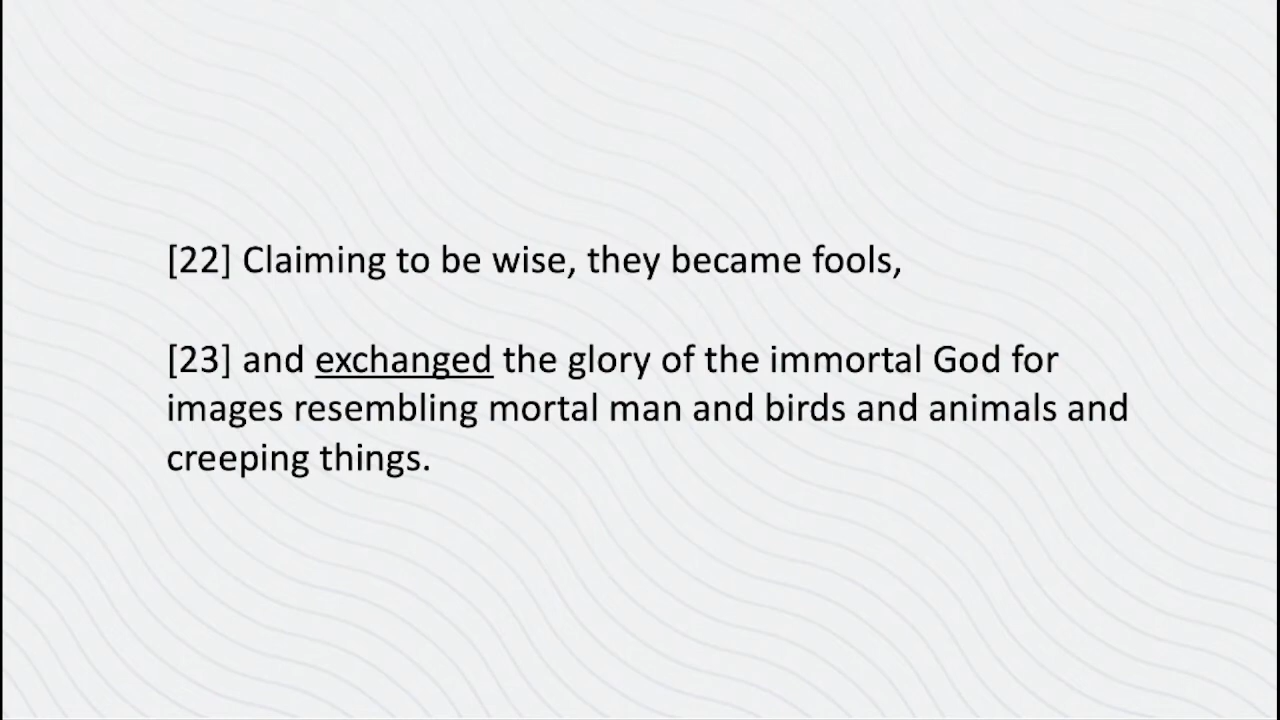 [22] Claiming to be wise, they became fools,
[23] and exchanged the glory of the immortal God for
images resembling mortal man and birds and animals and
creeping things.